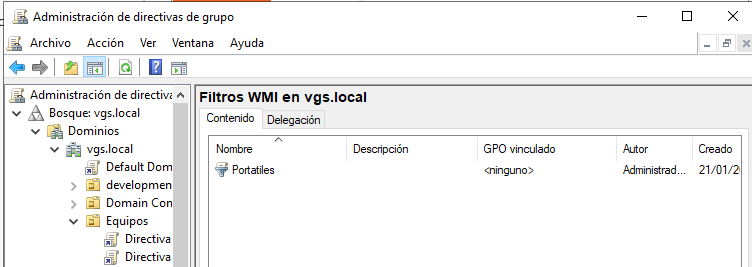 Administración de directivas de grupo
Archivo Acción Ver Ventana Ayuda
Administración de directiva
Bosque: vgs.local
Dominios
vgs.local
Default Dom
developmen
Domain Con
Equipos
Directiva
Directiva
Filtros WMI en vgs.local
Contenido Delegación
Nombre Descripción GPO vinculado Autor Creado
Portatiles <ninguno> Administrad... 21/01/20